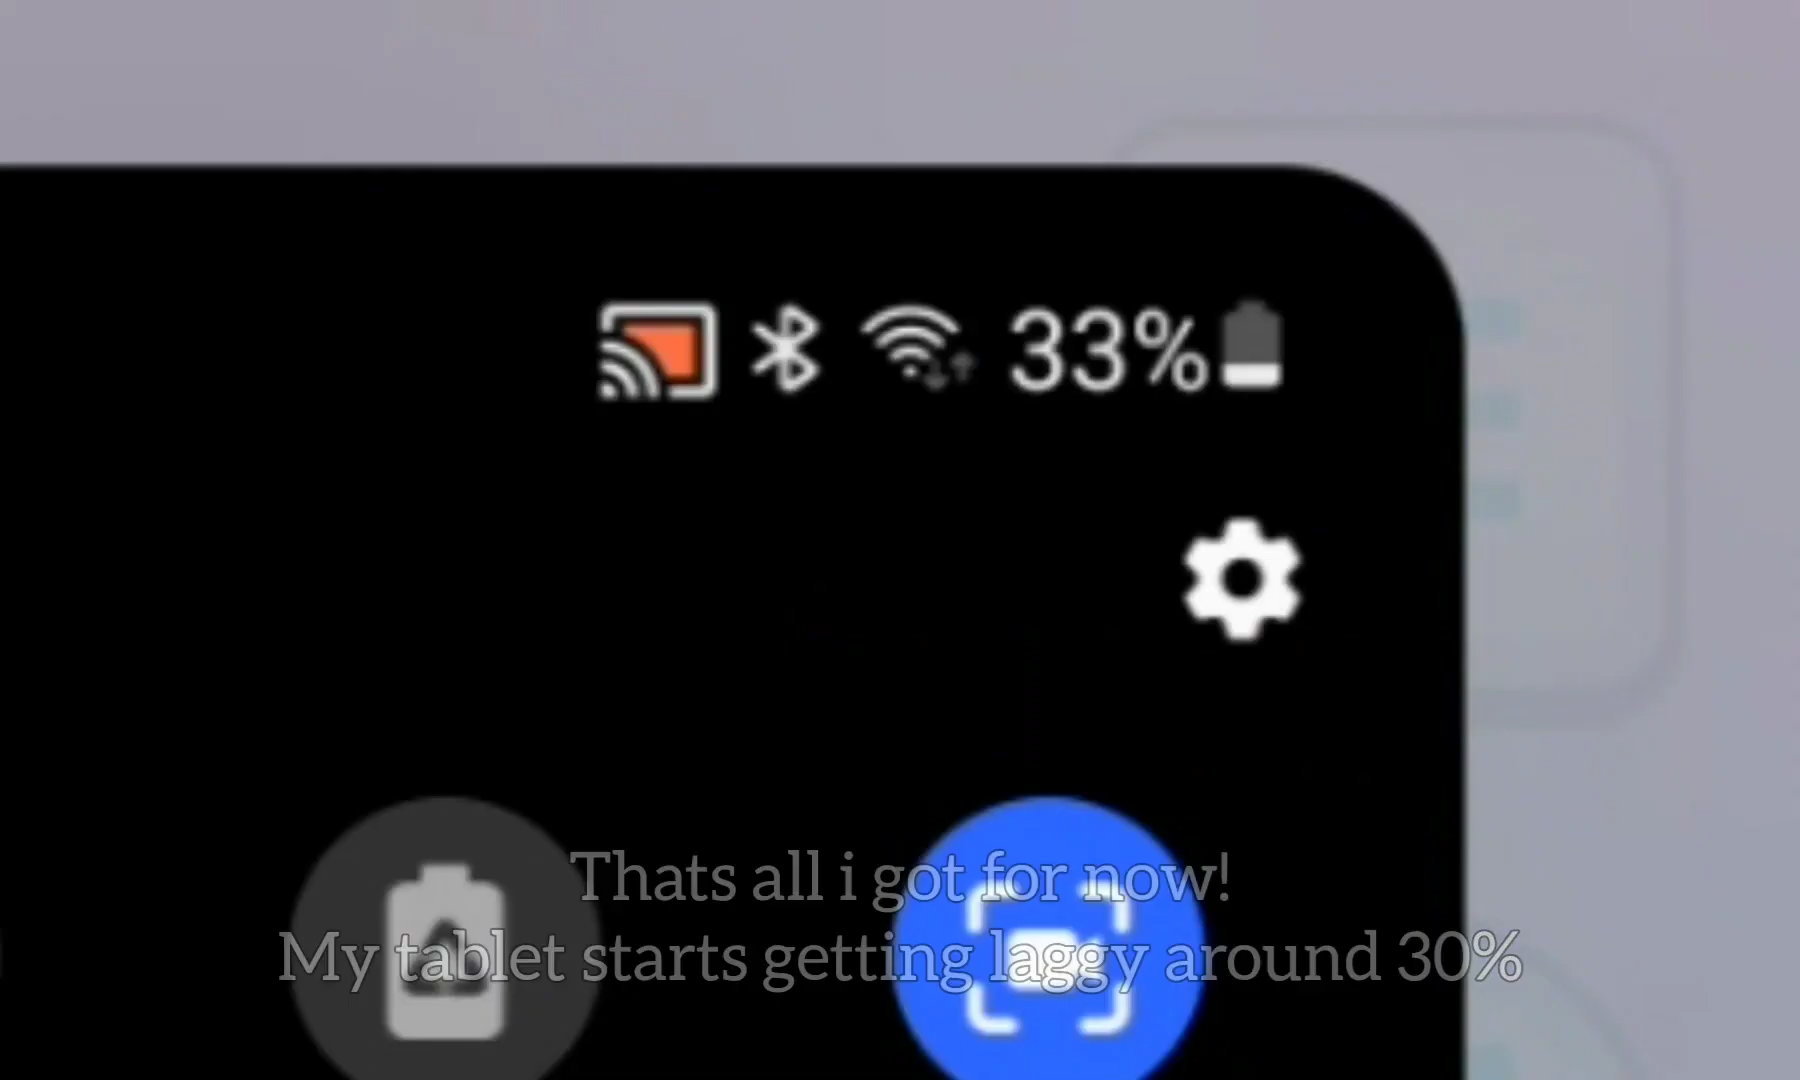 33%
Thats all i got for now!
My tablet starts getting laggy around 30%